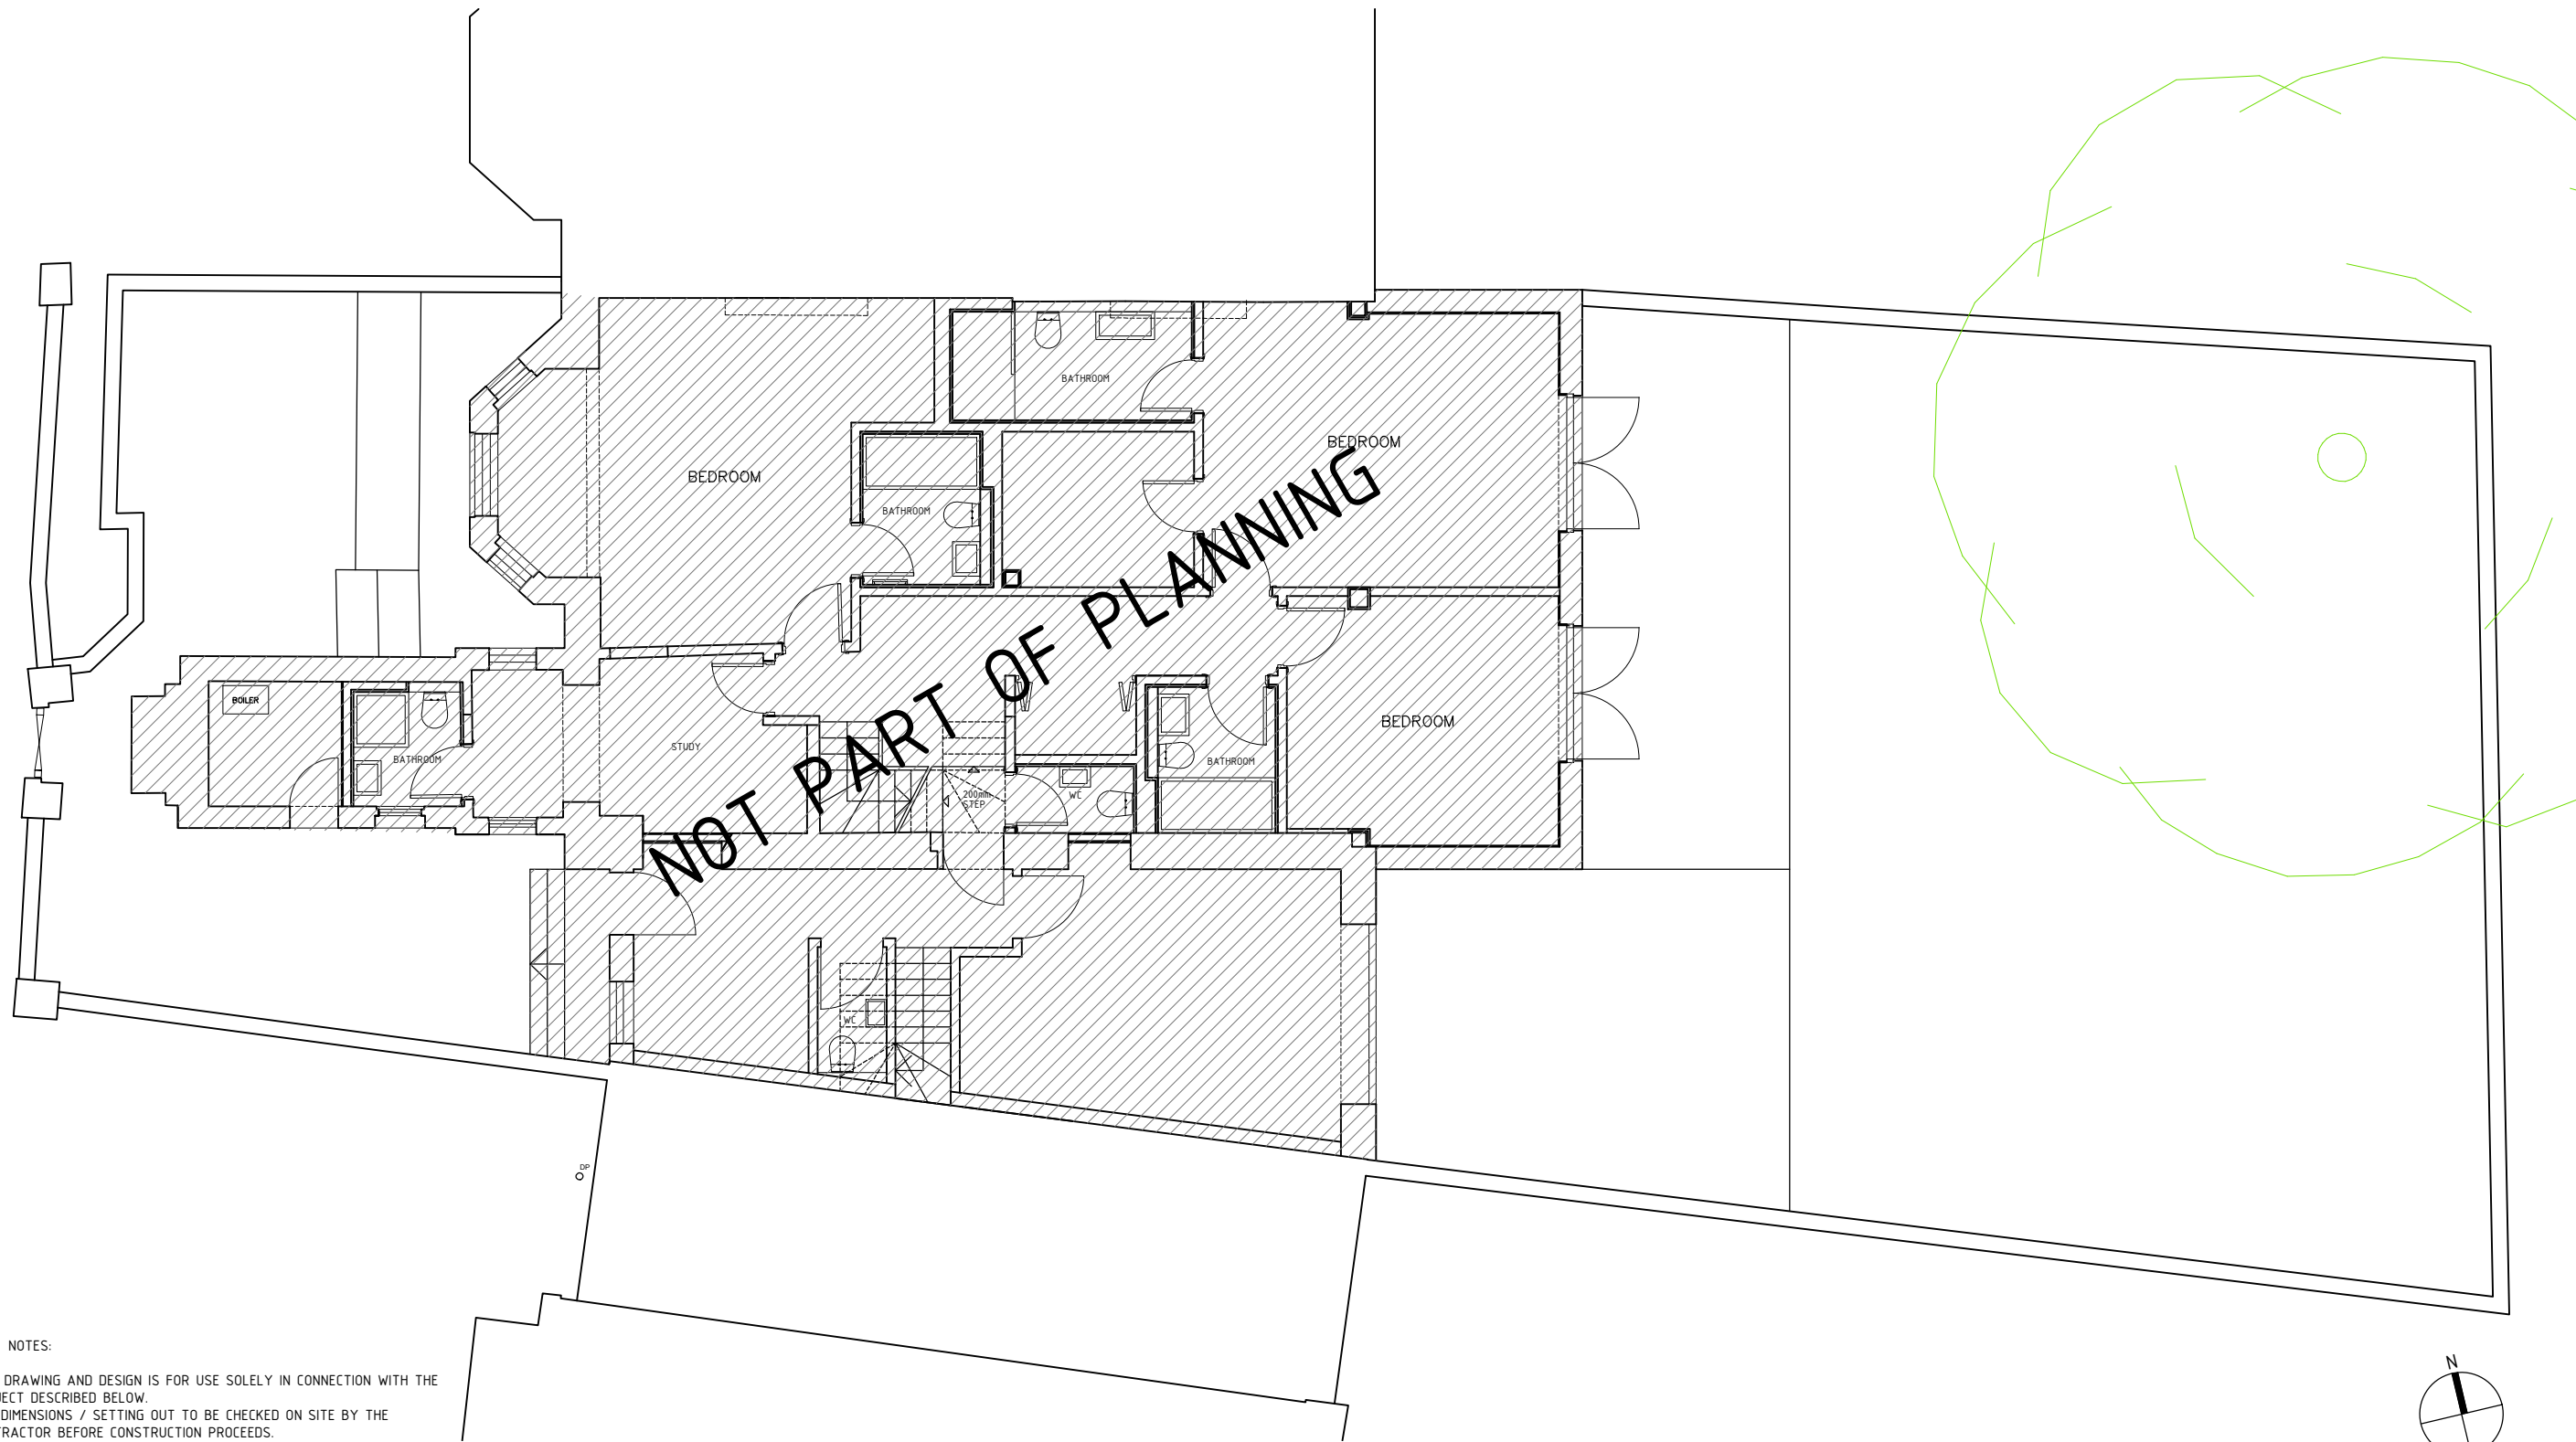 BATHROOM
BEDROOM
BEDROOM
BATHROOM
NOT PART OF PLANNING
BOILER
BEDROOM
STUDY
BATHROOM
BATHROOM
200mm
STEP
WC
WC
DP
NOTES:
DRAWING AND DESIGN IS FOR USE SOLELY IN CONNECTION WITH THE
JECT DESCRIBED BELOW.
DIMENSIONS / SETTING OUT TO BE CHECKED ON SITE BY THE
TRACTOR BEFORE CONSTRUCTION PROCEEDS.
N